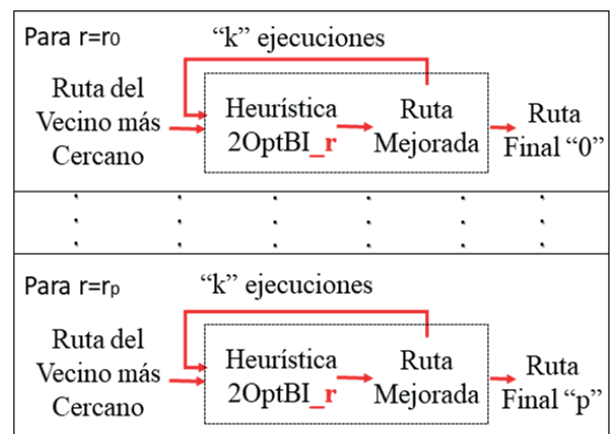 Para r=r0
“k” ejecuciones
Ruta del
Vecino más
Cercano
Heurística
2OptBI_r
Ruta
Mejorada
Ruta
Final “0”
Para r=rp
“k” ejecuciones
Ruta del
Vecino más
Cercano
Heurística
2OptBI_r
Ruta
Mejorada
Ruta
Final “p”